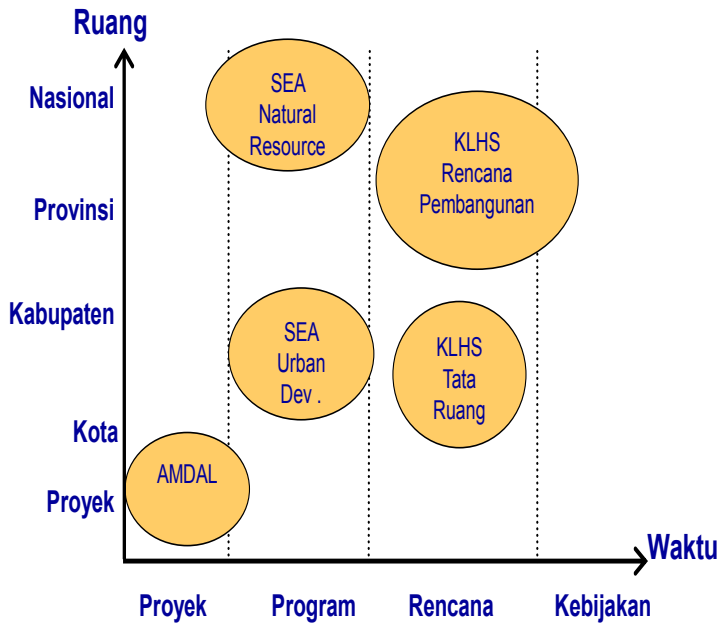 Ruang
Nasional
Provinsi
Kabupaten
Kota
Proyek
SEA
Natural
Resource
KLHS
Rencana
Pembangunan
SEA
Urban
Dev .
KLHS
Tata
Ruang
AMDAL
Waktu
Proyek
Program
Rencana
Kebijakan